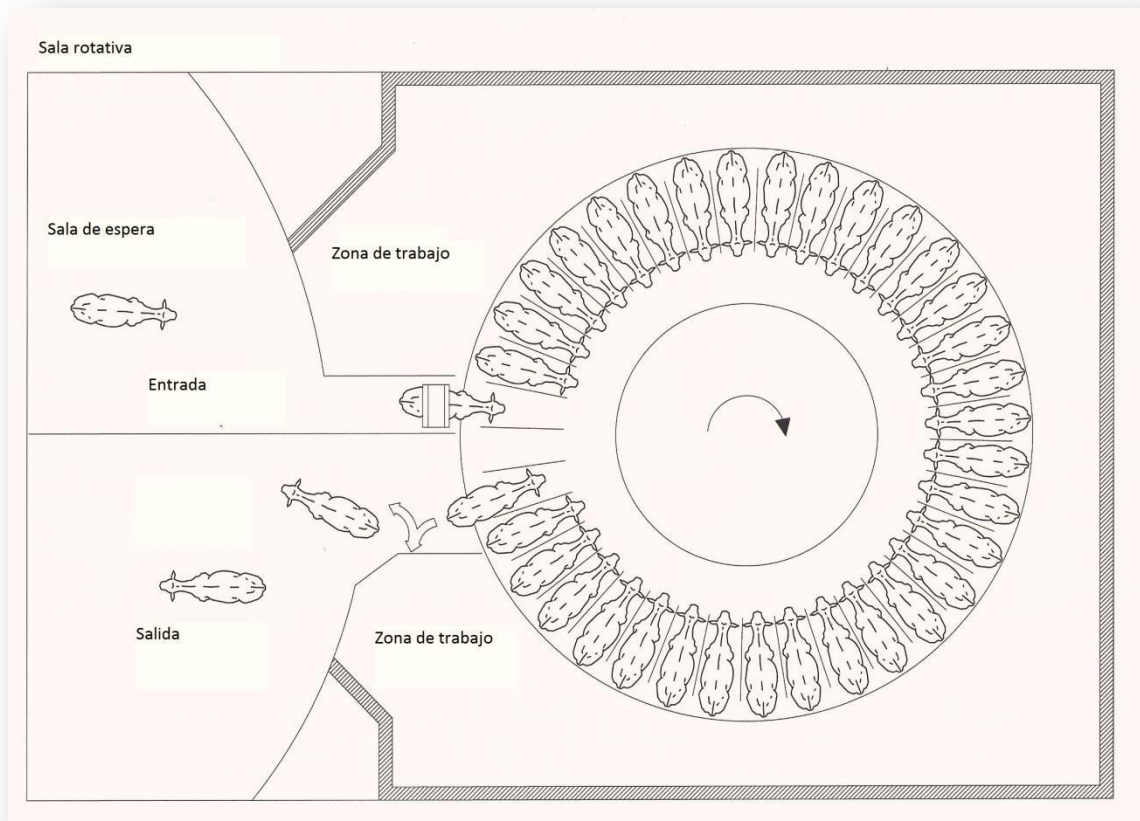 Sala rotativa
Sala de espera
Zona de trabajo
Entrada
Salida
Zona de trabajo